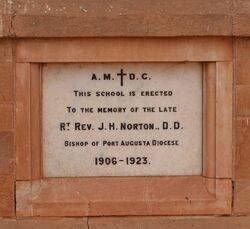 A. M. † D. G.
THIS SCHOOL IS ERECTED
TO THE MEMORY OF THE LATE
RT. REV. J. H. NORTON., D. D.
BISHOP OF PORT AUGUSTA DIOCESE
1906-1923.